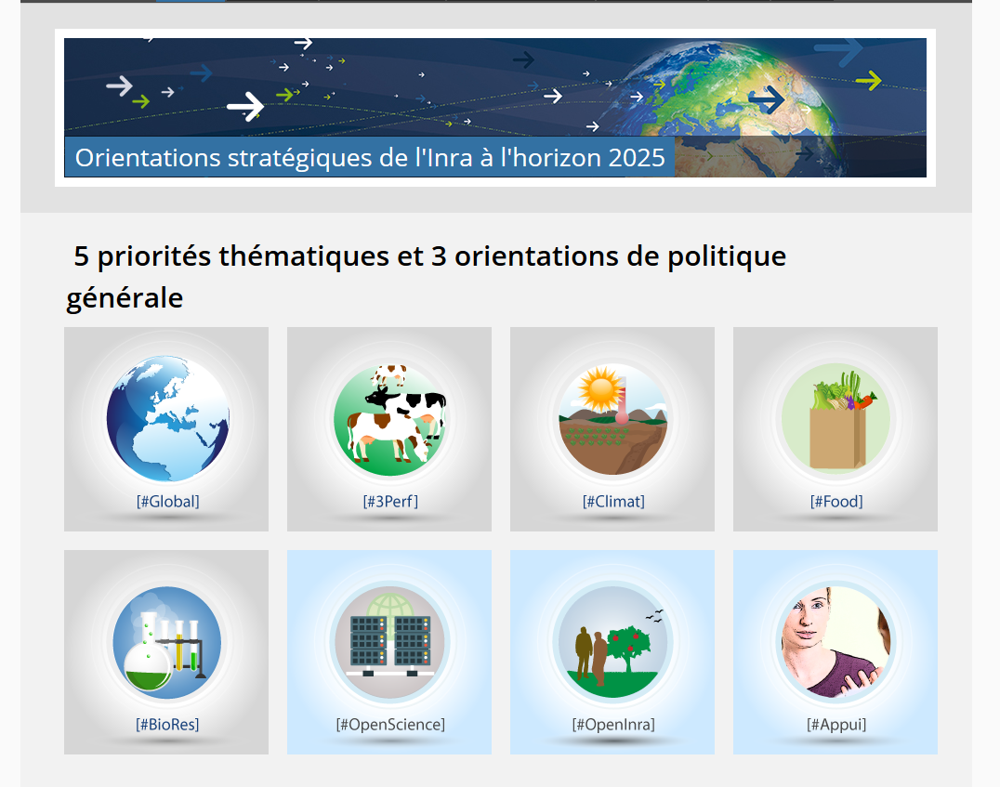 Orientations stratégiques de l'Inra à l'horizon 2025
5 priorités thématiques et 3 orientations de politique
générale
[#Global]
[#3Perf]
[#Climat]
[#Food]
[#BioRes]
[#OpenScience]
[#OpenInra]
[#Appui]